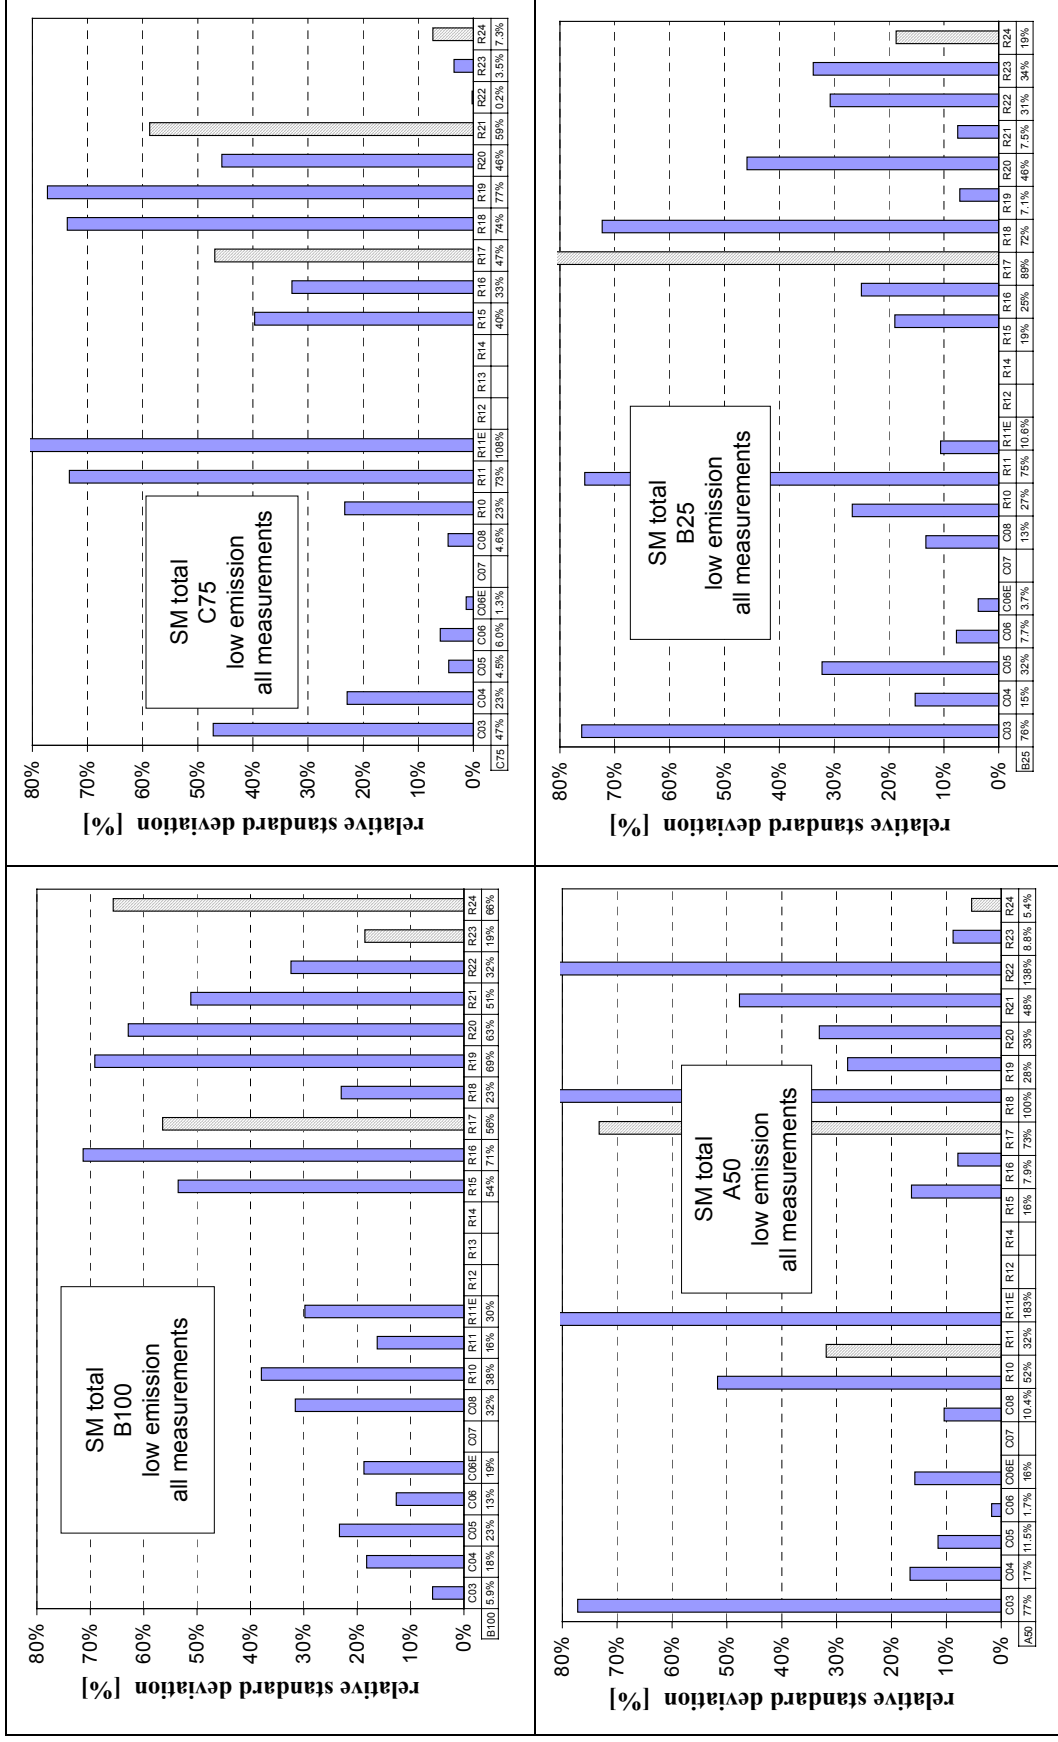 relative standard deviation [%]
80%
70%
60%
50%
40%
30%
20%
10%
0%
SM total
B100
low emission
all measurements
C03 C04 C05 C06 C06E C07 C08 R10 R11 R11E R12 R13 R14 R15 R16 R17 R18 R19 R20 R21 R22 R23 R24
B100 5.9% 18% 23% 13% 19% 32% 38% 16% 30% 54% 71% 56% 23% 69% 63% 51% 32% 19% 66%
relative standard deviation [%]
80%
70%
60%
50%
40%
30%
20%
10%
0%
SM total
C75
low emission
all measurements
C03 C04 C05 C06 C06E C07 C08 R10 R11 R11E R12 R13 R14 R15 R16 R17 R18 R19 R20 R21 R22 R23 R24
C75 47% 23% 4.5% 6.0% 1.3% 4.6% 23% 73% 108% 40% 33% 47% 74% 77% 46% 59% 0.2% 3.5% 7.3%
relative standard deviation [%]
80%
70%
60%
50%
40%
30%
20%
10%
0%
SM total
A50
low emission
all measurements
C03 C04 C05 C06 C06E C07 C08 R10 R11 R11E R12 R14 R15 R16 R17 R18 R19 R20 R21 R22 R23 R24
A50 77% 17% 11.5% 1.7% 16% 10.4% 52% 32% 183% 16% 7.9% 73% 100% 28% 33% 48% 138% 8.8% 5.4%
relative standard deviation [%]
80%
70%
60%
50%
40%
30%
20%
10%
0%
SM total
B25
low emission
all measurements
C03 C04 C05 C06 C06E C07 C08 R10 R11 R11E R12 R14 R15 R16 R17 R18 R19 R20 R21 R22 R23 R24
B25 76% 15% 32% 7.7% 3.7% 13% 27% 75% 10.6% 19% 25% 89% 72% 7.1% 46% 7.5% 31% 34% 19%